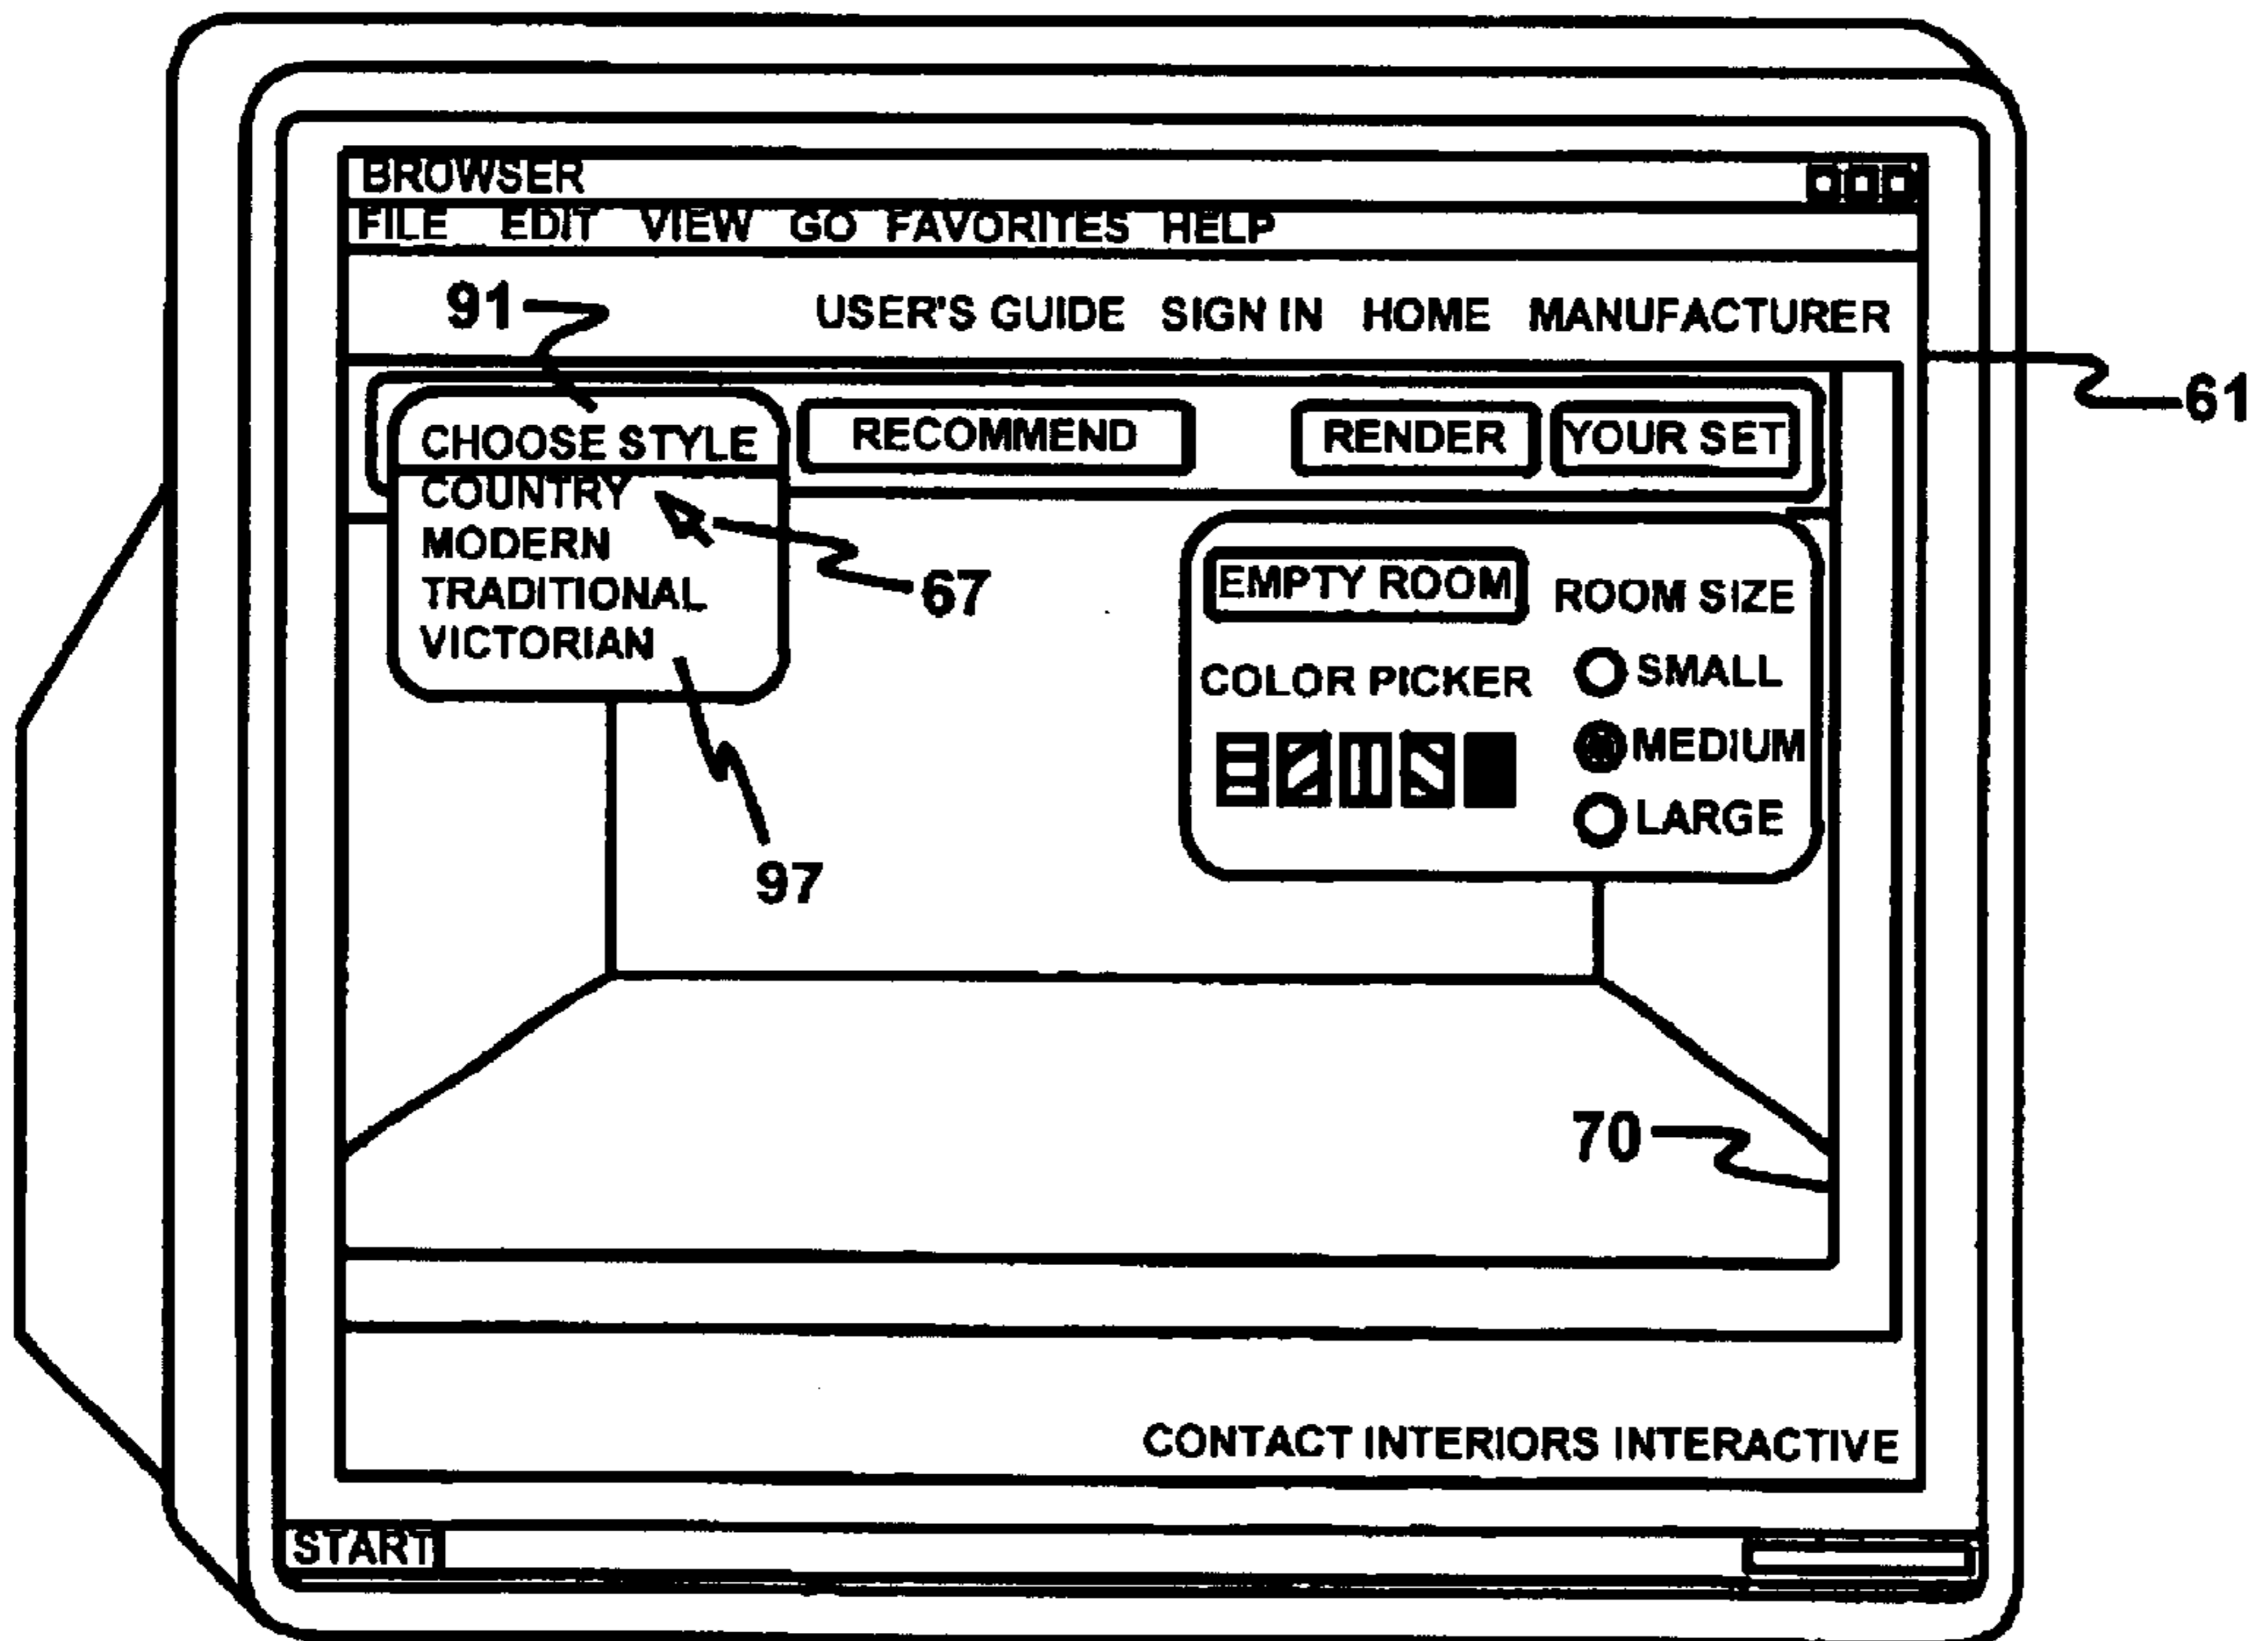 BROWSER
FILE EDIT VIEW GO FAVORITES HELP
91
USER'S GUIDE SIGN IN HOME MANUFACTURER
61
CHOOSE STYLE
RECOMMEND
RENDER
YOUR SET
COUNTRY
MODERN
TRADITIONAL
VICTORIAN
67
97
EMPTY ROOM
ROOM SIZE
COLOR PICKER
SMALL
MEDIUM
LARGE
70
CONTACT INTERIORS INTERACTIVE
START